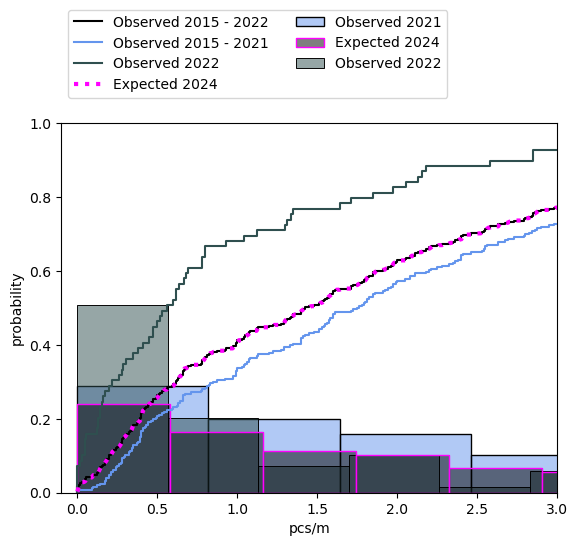 Observed 2015 - 2022
Observed 2015 - 2021
Observed 2022
Expected 2024
Observed 2021
Expected 2024
Observed 2022
1.0
0.8
0.6
0.4
0.2
0.0
probability
0.0 0.5 1.0 1.5 2.0 2.5 3.0
pcs/m